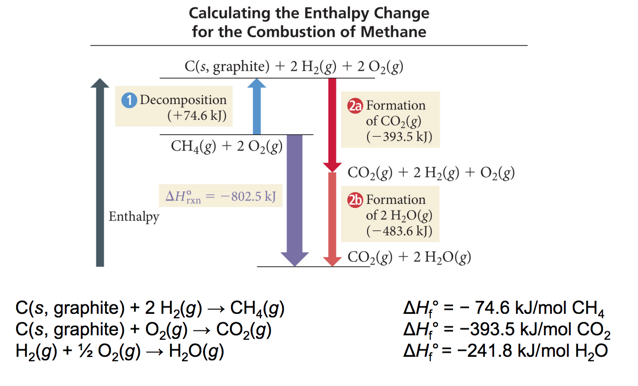 Calculating the Enthalpy Change
for the Combustion of Methane
C(s, graphite) + 2 H₂(g) + 2 O₂(g)
1 Decomposition
(+74.6 kJ)
2a Formation
of CO₂(g)
(−393.5 kJ)
CH₄(g) + 2 O₂(g)
CO₂(g) + 2 H₂(g) + O₂(g)
ΔH°rxn = −802.5 kJ
2b Formation
of 2 H₂O(g)
(−483.6 kJ)
Enthalpy
CO₂(g) + 2 H₂O(g)
C(s, graphite) + 2 H₂(g) → CH₄(g) ΔHf° = − 74.6 kJ/mol CH₄
C(s, graphite) + O₂(g) → CO₂(g) ΔHf° = −393.5 kJ/mol CO₂
H₂(g) + ½ O₂(g) → H₂O(g) ΔHf° = −241.8 kJ/mol H₂O